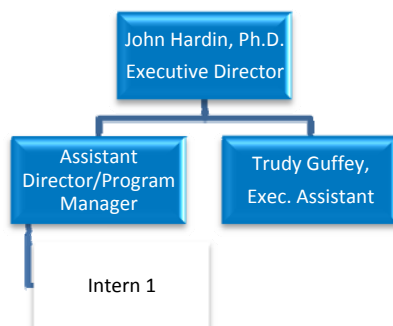 John Hardin, Ph.D.
Executive Director
Assistant
Director/Program
Manager
Trudy Guffey,
Exec. Assistant
Intern 1